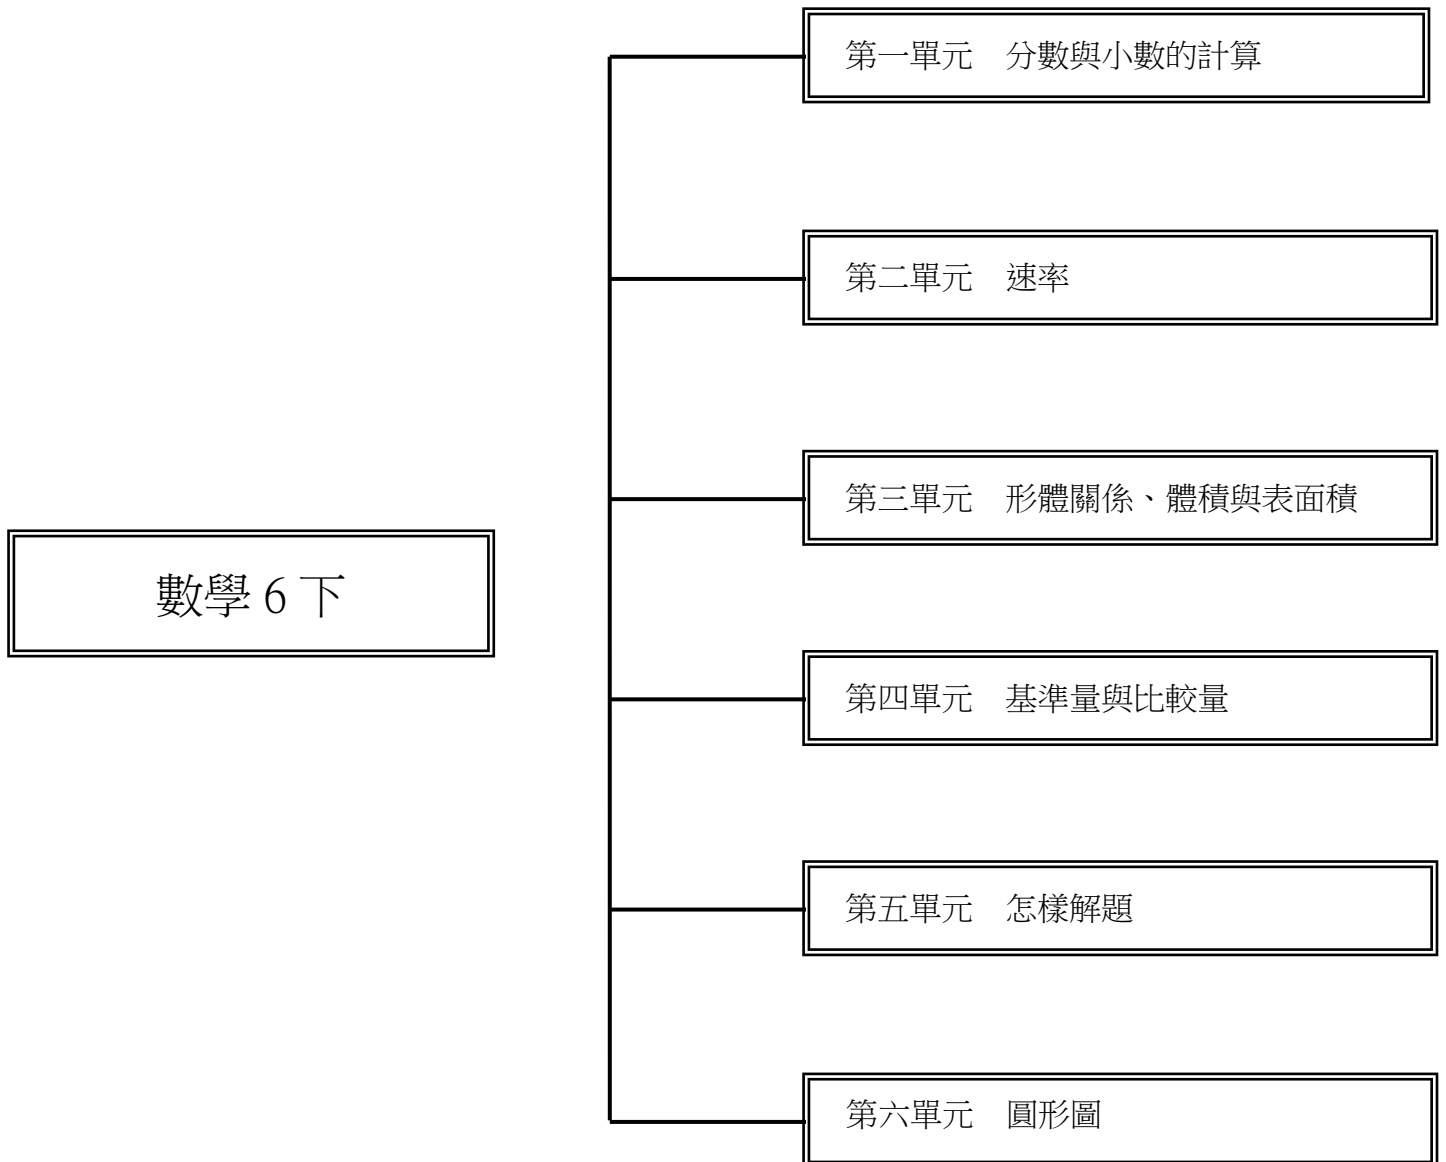 第一單元　分數與小數的計算
第二單元　速率
第三單元　形體關係、體積與表面積
數學 6 下
第四單元　基準量與比較量
第五單元　怎樣解題
第六單元　圓形圖